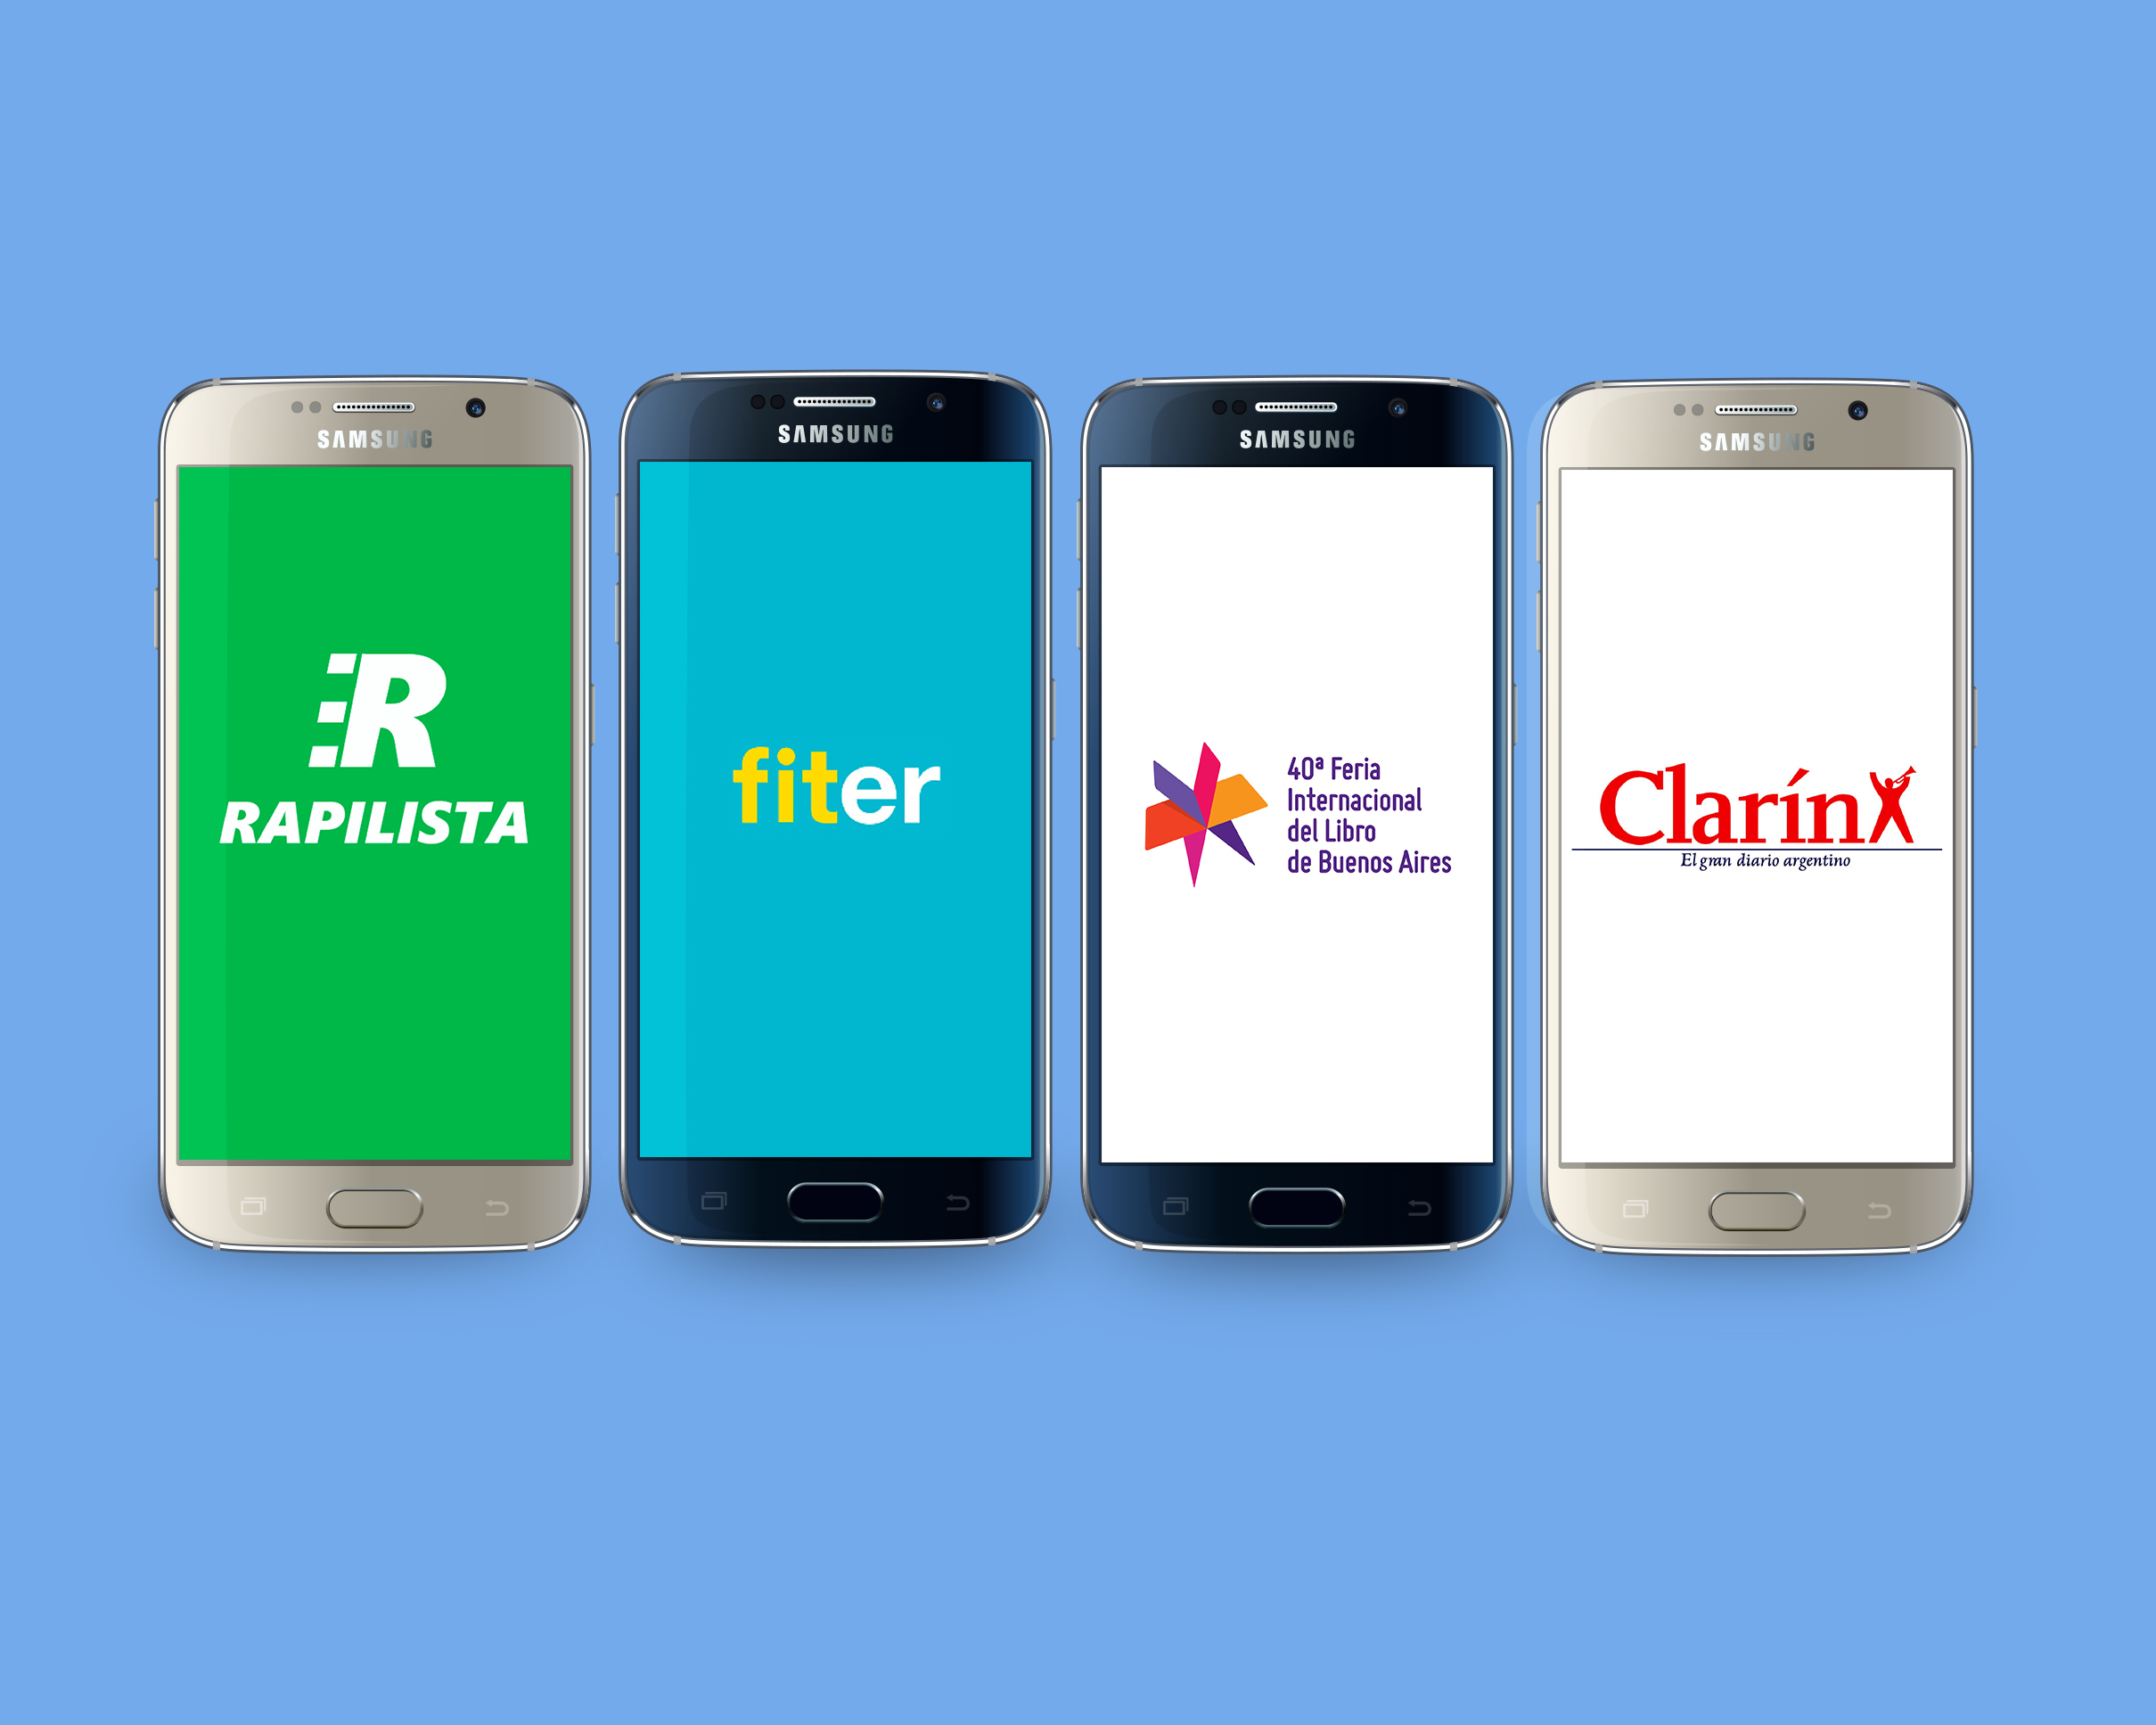 SAMSUNG
R
RAPILISTA
SAMSUNG
fiter
SAMSUNG
40ª Feria
Internacional
del Libro
de Buenos Aires
SAMSUNG
Clarín
El gran diario argentino